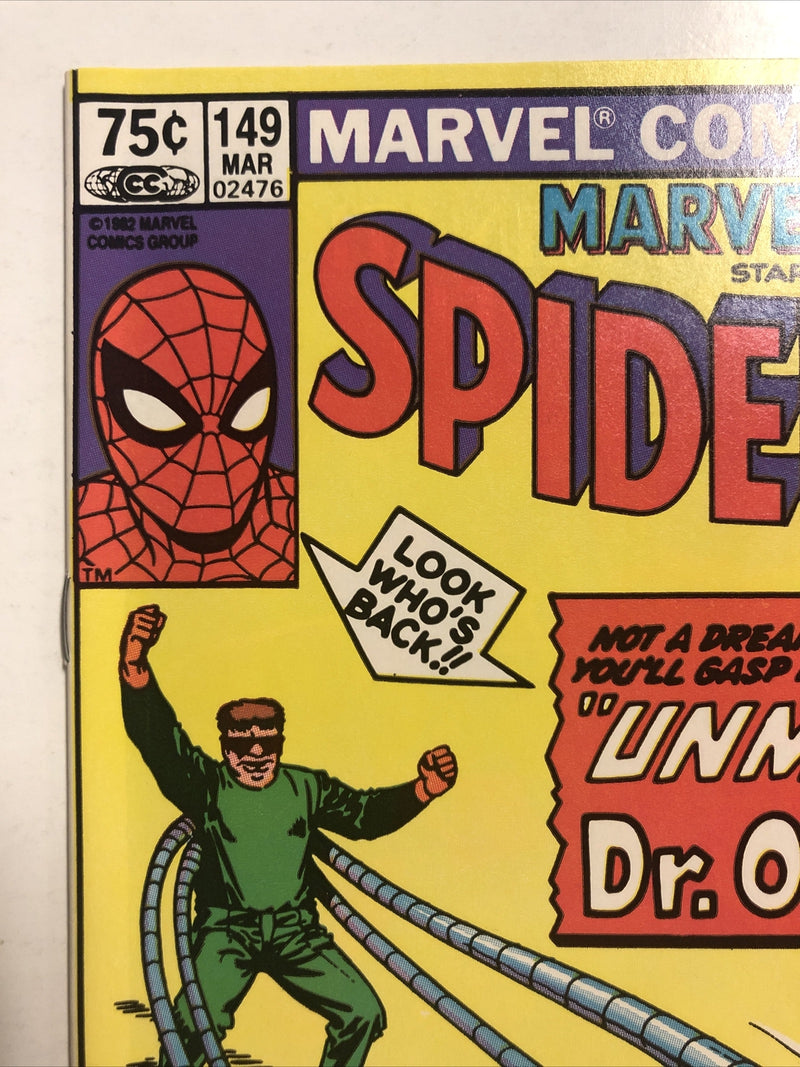 75¢
149
MAR
02476
CC
©1982 MARVEL
COMICS GROUP
TM
MARVEL® COM
MARVE
STAR
SPIDE
LOOK
WHO'S
BACK!!
NOT A DREA
YOU'LL GASP
"UNM
Dr. O